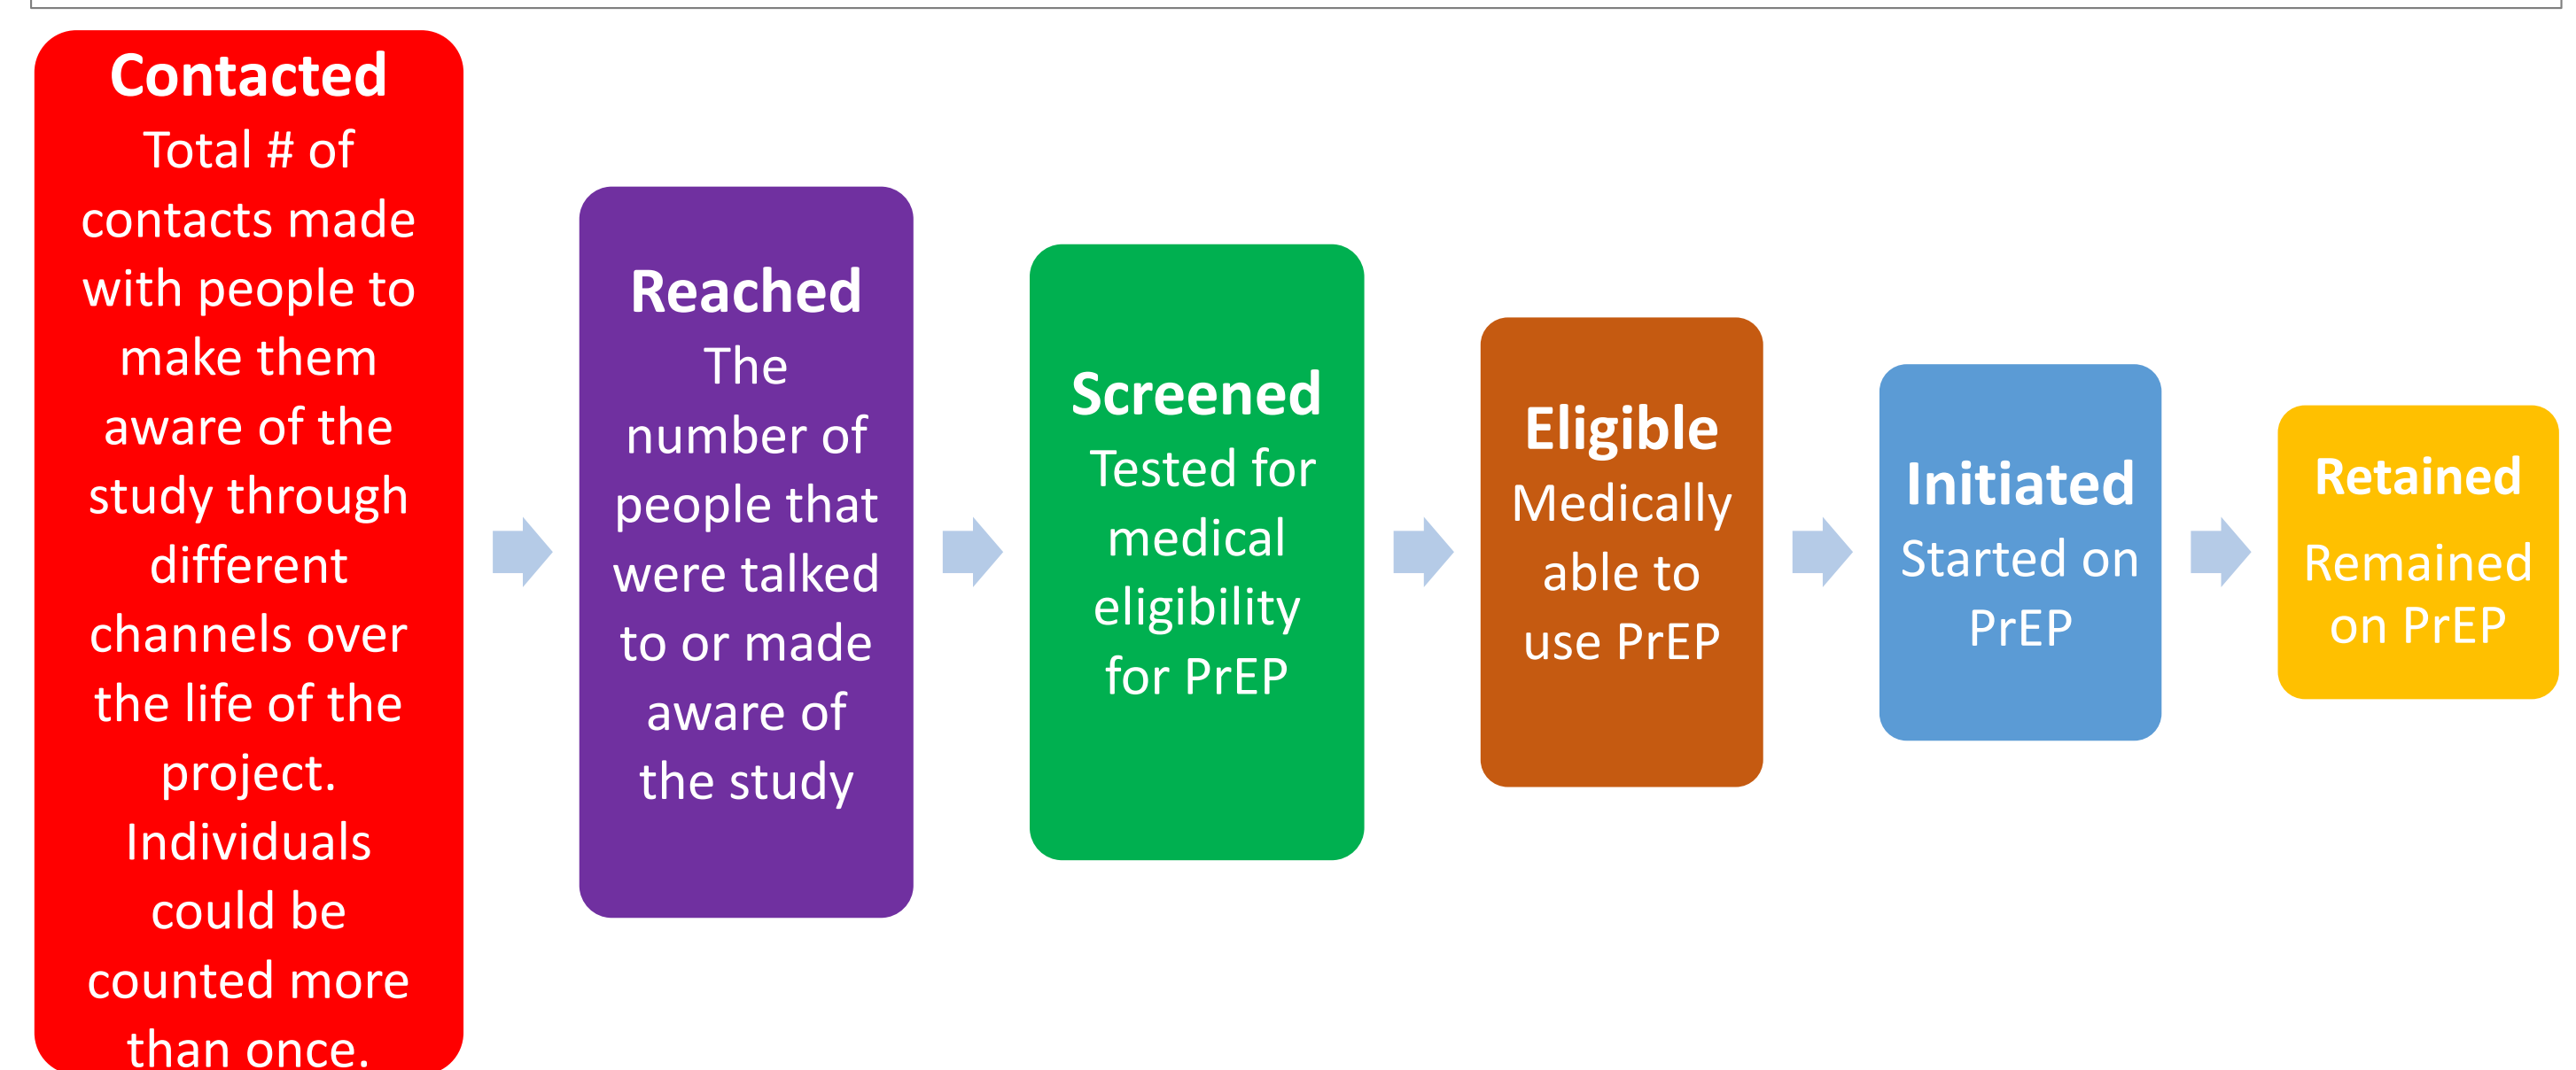 Contacted
Total # of
contacts made
with people to
make them
aware of the
study through
different
channels over
the life of the
project.
Individuals
could be
counted more
than once.
Reached
The
number of
people that
were talked
to or made
aware of
the study
Screened
Tested for
medical
eligibility
for PrEP
Eligible
Medically
able to
use PrEP
Initiated
Started on
PrEP
Retained
Remained
on PrEP